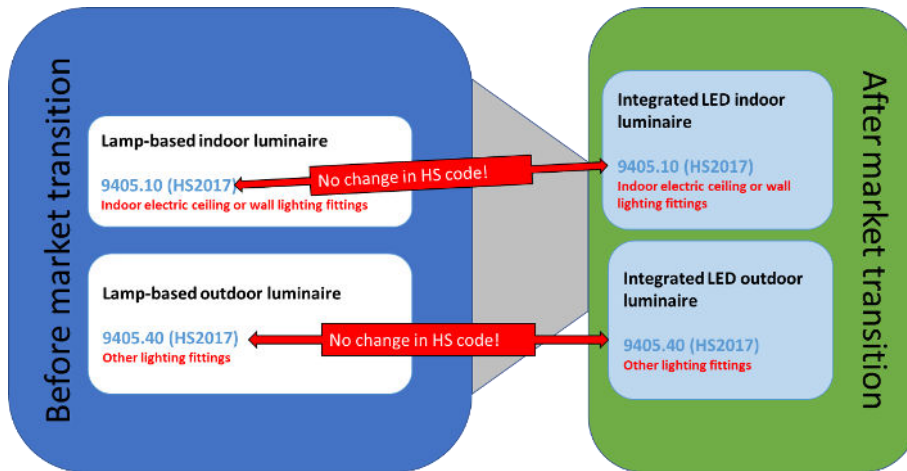 Before market transition
Lamp-based indoor luminaire
9405.10 (HS2017)
Indoor electric ceiling or wall lighting fittings
Lamp-based outdoor luminaire
9405.40 (HS2017)
Other lighting fittings
No change in HS code!
No change in HS code!
Integrated LED indoor
luminaire
9405.10 (HS2017)
Indoor electric ceiling or wall
lighting fittings
Integrated LED outdoor
luminaire
9405.40 (HS2017)
Other lighting fittings
After market transition